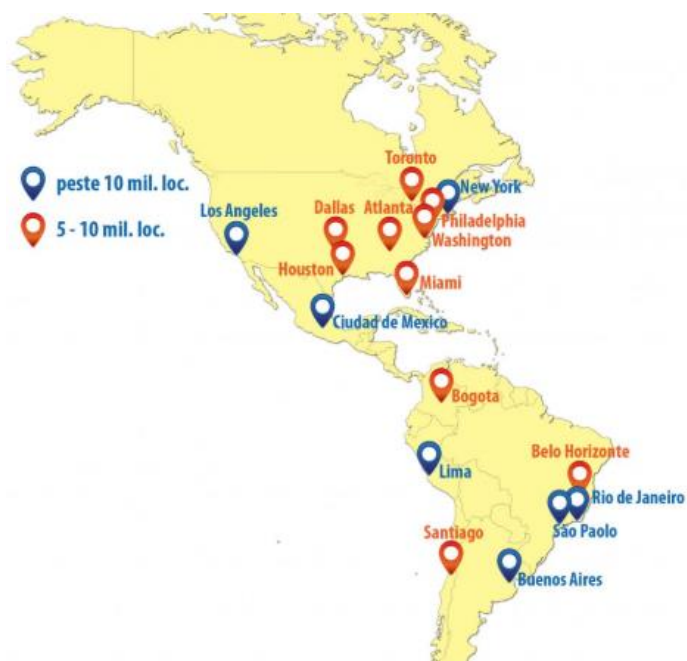 Toronto
peste 10 mil. loc.
New York
Los Angeles
Dallas
Atlanta
5 - 10 mil. loc.
Philadelphia
Washington
Houston
Miami
Ciudad de Mexico
Bogota
Belo Horizonte
Lima
Rio de Janeiro
São Paolo
Santiago
Buenos Aires